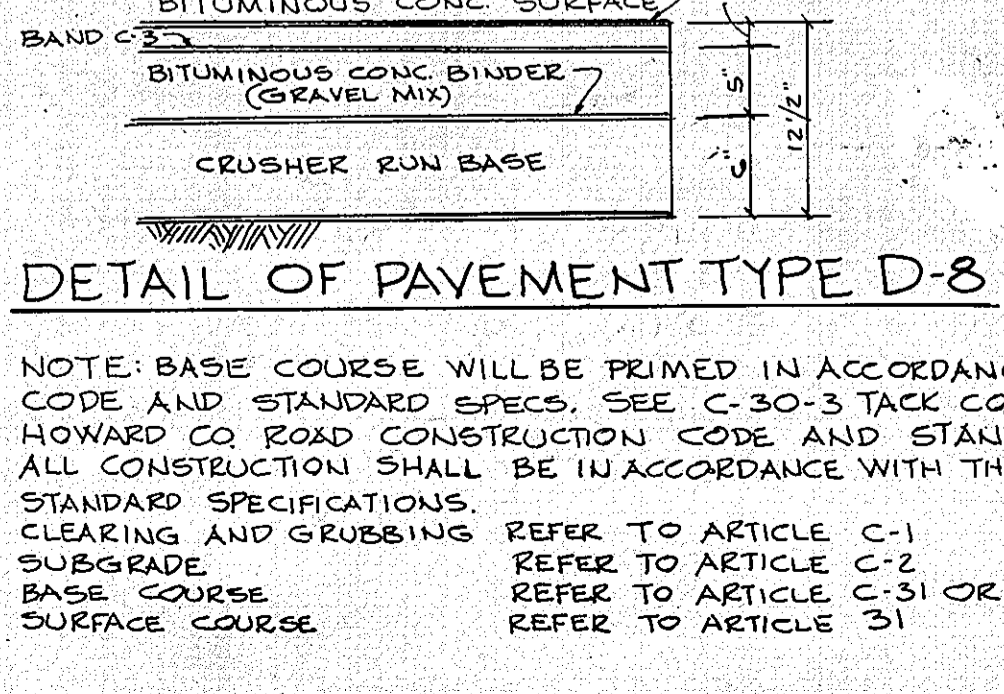 BITUMINOUS CONC. SURFACE
BAND C-3
BITUMINOUS CONC. BINDER
(GRAVEL MIX)
5"
12 1/2"
CRUSHER RUN BASE
6"
DETAIL OF PAVEMENT TYPE D-8
NOTE: BASE COURSE WILL BE PRIMED IN ACCORDANC
CODE AND STANDARD SPECS. SEE C-30-3 TACK CO
HOWARD CO. ROAD CONSTRUCTION CODE AND STAN
ALL CONSTRUCTION SHALL BE IN ACCORDANCE WITH TH
STANDARD SPECIFICATIONS.
CLEARING AND GRUBBING REFER TO ARTICLE C-1
SUBGRADE REFER TO ARTICLE C-2
BASE COURSE REFER TO ARTICLE C-31 OR
SURFACE COURSE REFER TO ARTICLE 31